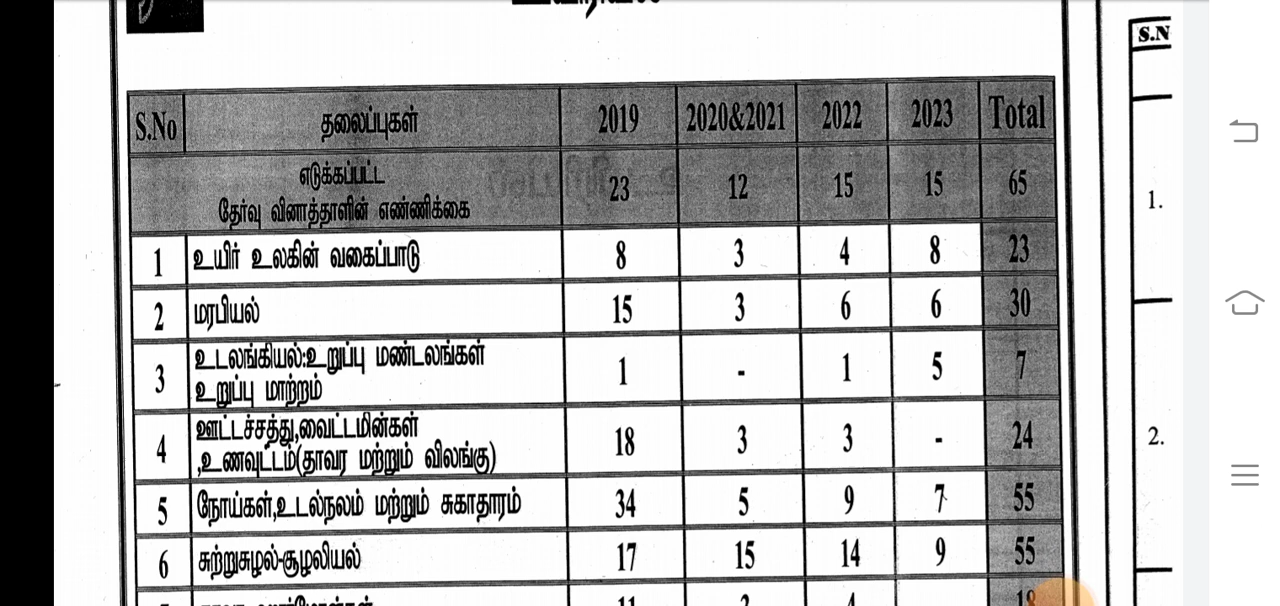 S.N
S.No தலைப்புகள் 2019 2020&2021 2022 2023 Total
எடுக்கப்பட்ட
தேர்வு வினாத்தாளின் எண்ணிக்கை 23 12 15 15 65
1 உயிர் உலகின் வகைப்பாடு 8 3 4 8 23
1.
2 மரபியல் 15 3 6 6 30
3 உடலங்கியல்:உறுப்பு மண்டலங்கள்
உறுப்பு மாற்றம் 1 - 1 5 7
4 ஊட்டச்சத்து,வைட்டமின்கள்
,உணவுட்டம்(தாவர மற்றும் விலங்கு) 18 3 3 - 24
2.
5 நோய்கள்,உடல்நலம் மற்றும் சுகாதாரம் 34 5 9 7 55
6 சுற்றுசுழல்-சூழலியல் 17 15 14 9 55